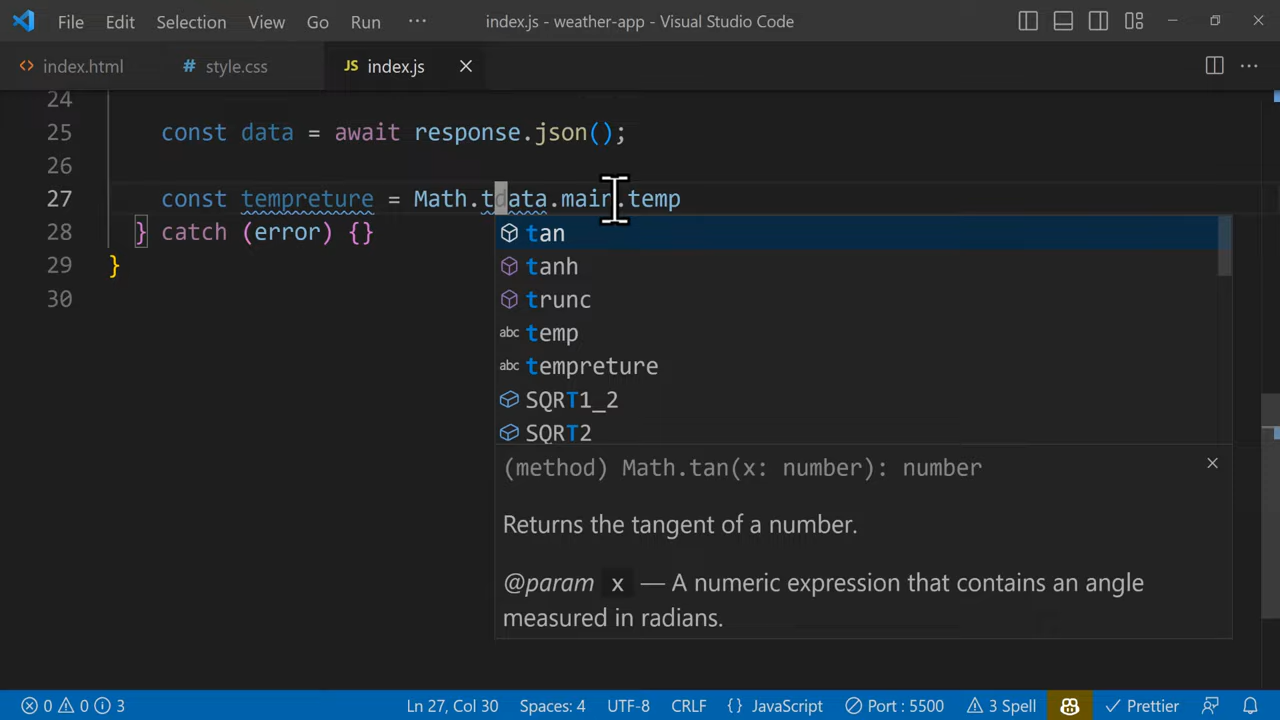 File Edit Selection View Go Run ··· index.js - weather-app - Visual Studio Code
<> index.html # style.css JS index.js ×
24
25 const data = await response.json();
26
27 const tempreture = Math.tdata.main.temp
28 } catch (error) {}
29 }
30
tan
tanh
trunc
abc temp
abc tempreture
SQRT1_2
SQRT2
(method) Math.tan(x: number): number
Returns the tangent of a number.
@param x — A numeric expression that contains an angle
measured in radians.
0 0 3 Ln 27, Col 30 Spaces: 4 UTF-8 CRLF {} JavaScript Port : 5500 3 Spell Prettier